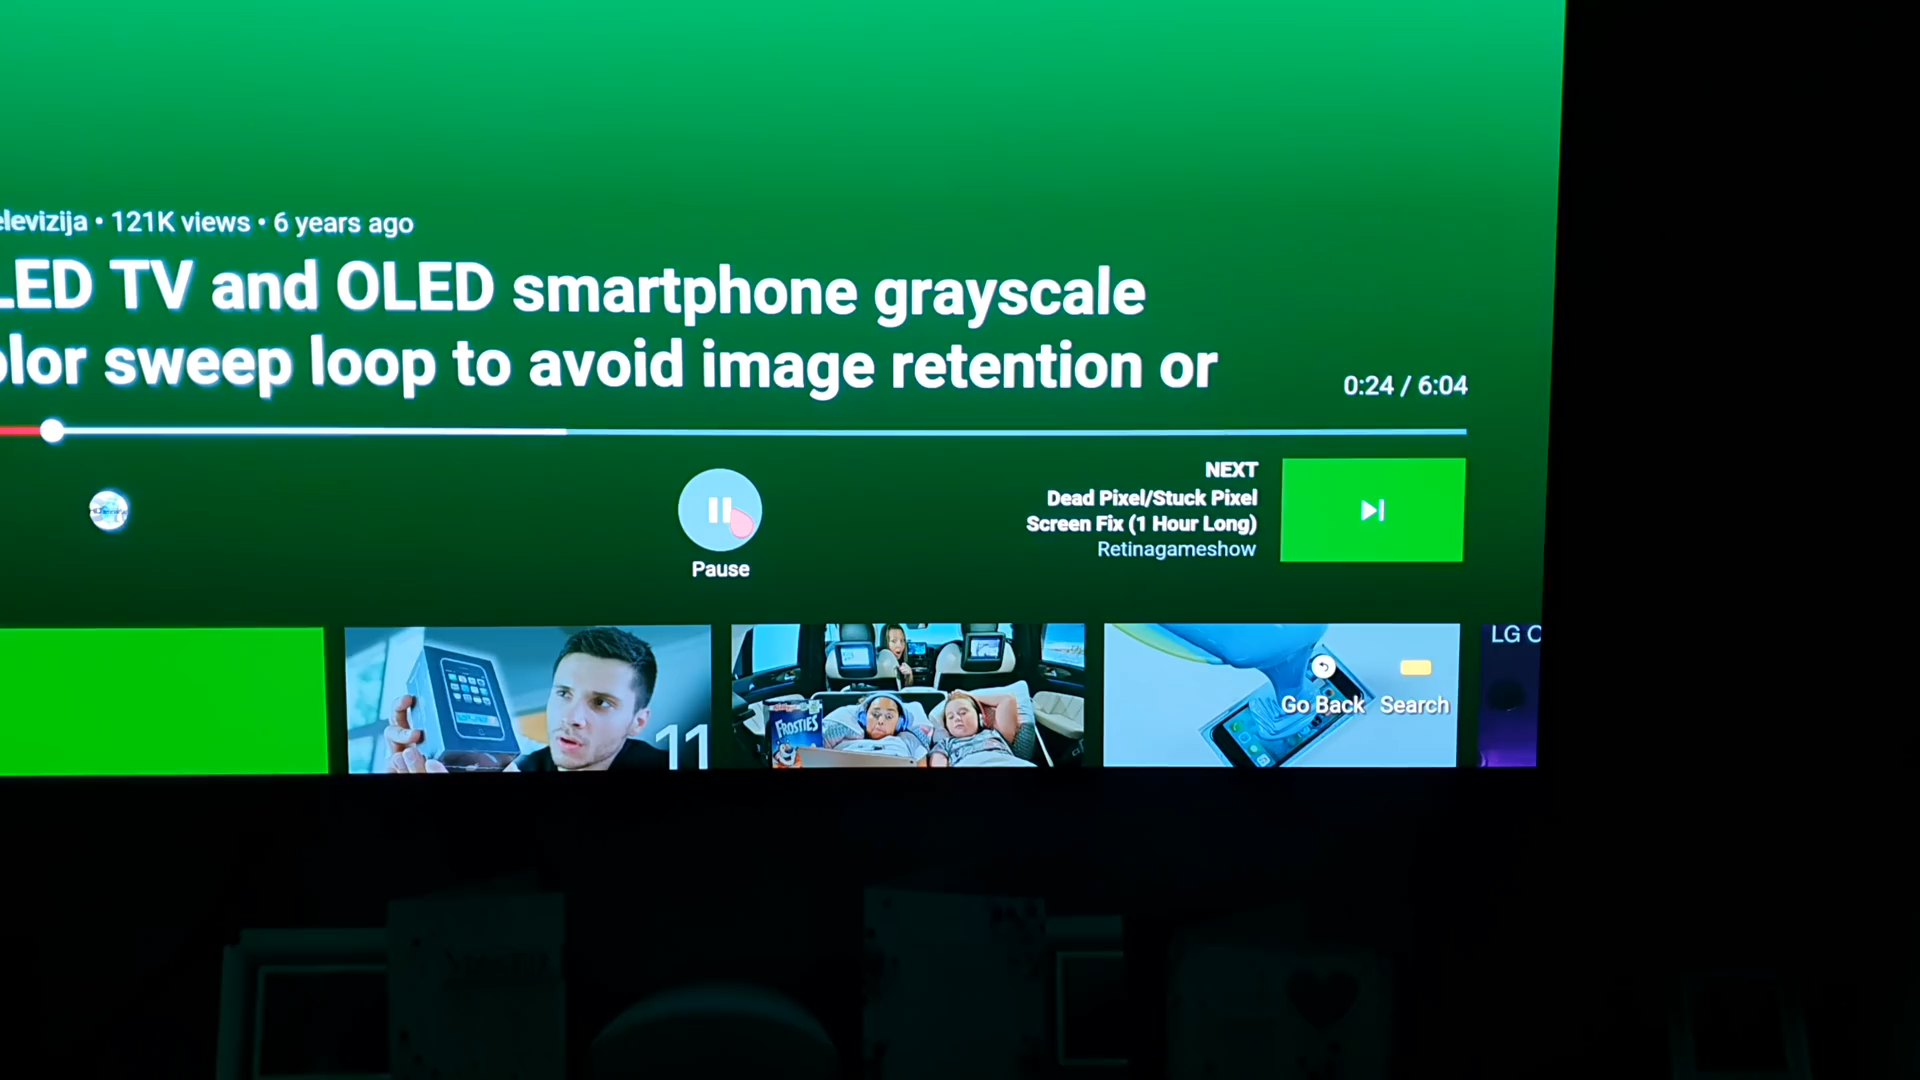 elevizija • 121K views • 6 years ago
LED TV and OLED smartphone grayscale
olor sweep loop to avoid image retention or
0:24 / 6:04
NEXT
Dead Pixel/Stuck Pixel
Screen Fix (1 Hour Long)
Retinagameshow
Pause
LG C
11
FROSTIES
Go Back Search